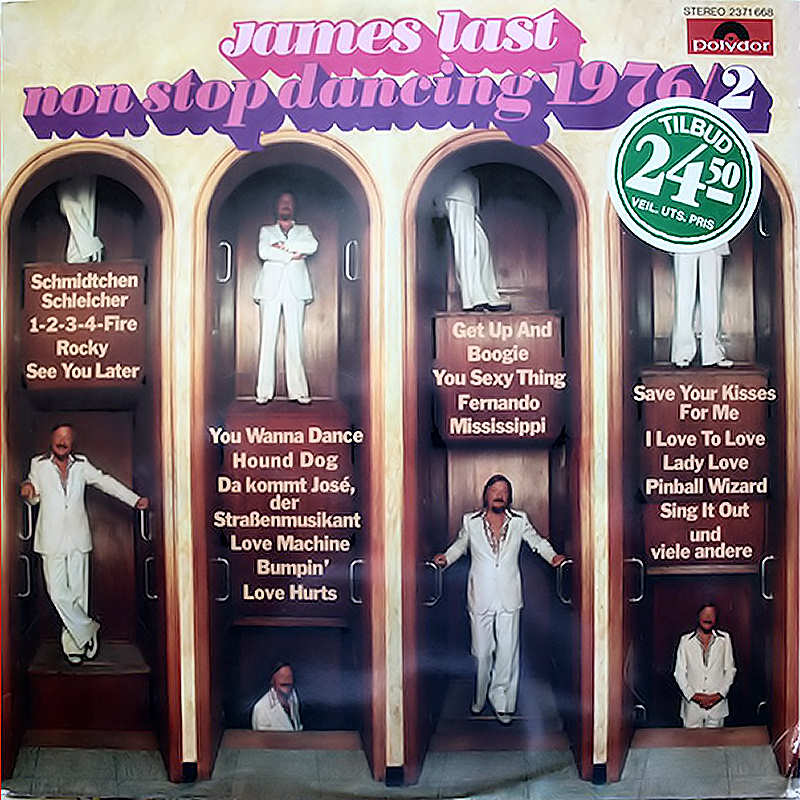 STEREO 2371 668
polydor
james last
non stop dancing 1976/2
TILBUD
24.50
VEIL. UTS. PRIS
Schmidtchen
Schleicher
1-2-3-4-Fire
Rocky
See You Later
You Wanna Dance
Hound Dog
Da kommt José,
der
Straßenmusikant
Love Machine
Bumpin'
Love Hurts
Get Up And
Boogie
You Sexy Thing
Fernando
Mississippi
Save Your Kisses
For Me
I Love To Love
Lady Love
Pinball Wizard
Sing It Out
und
viele andere